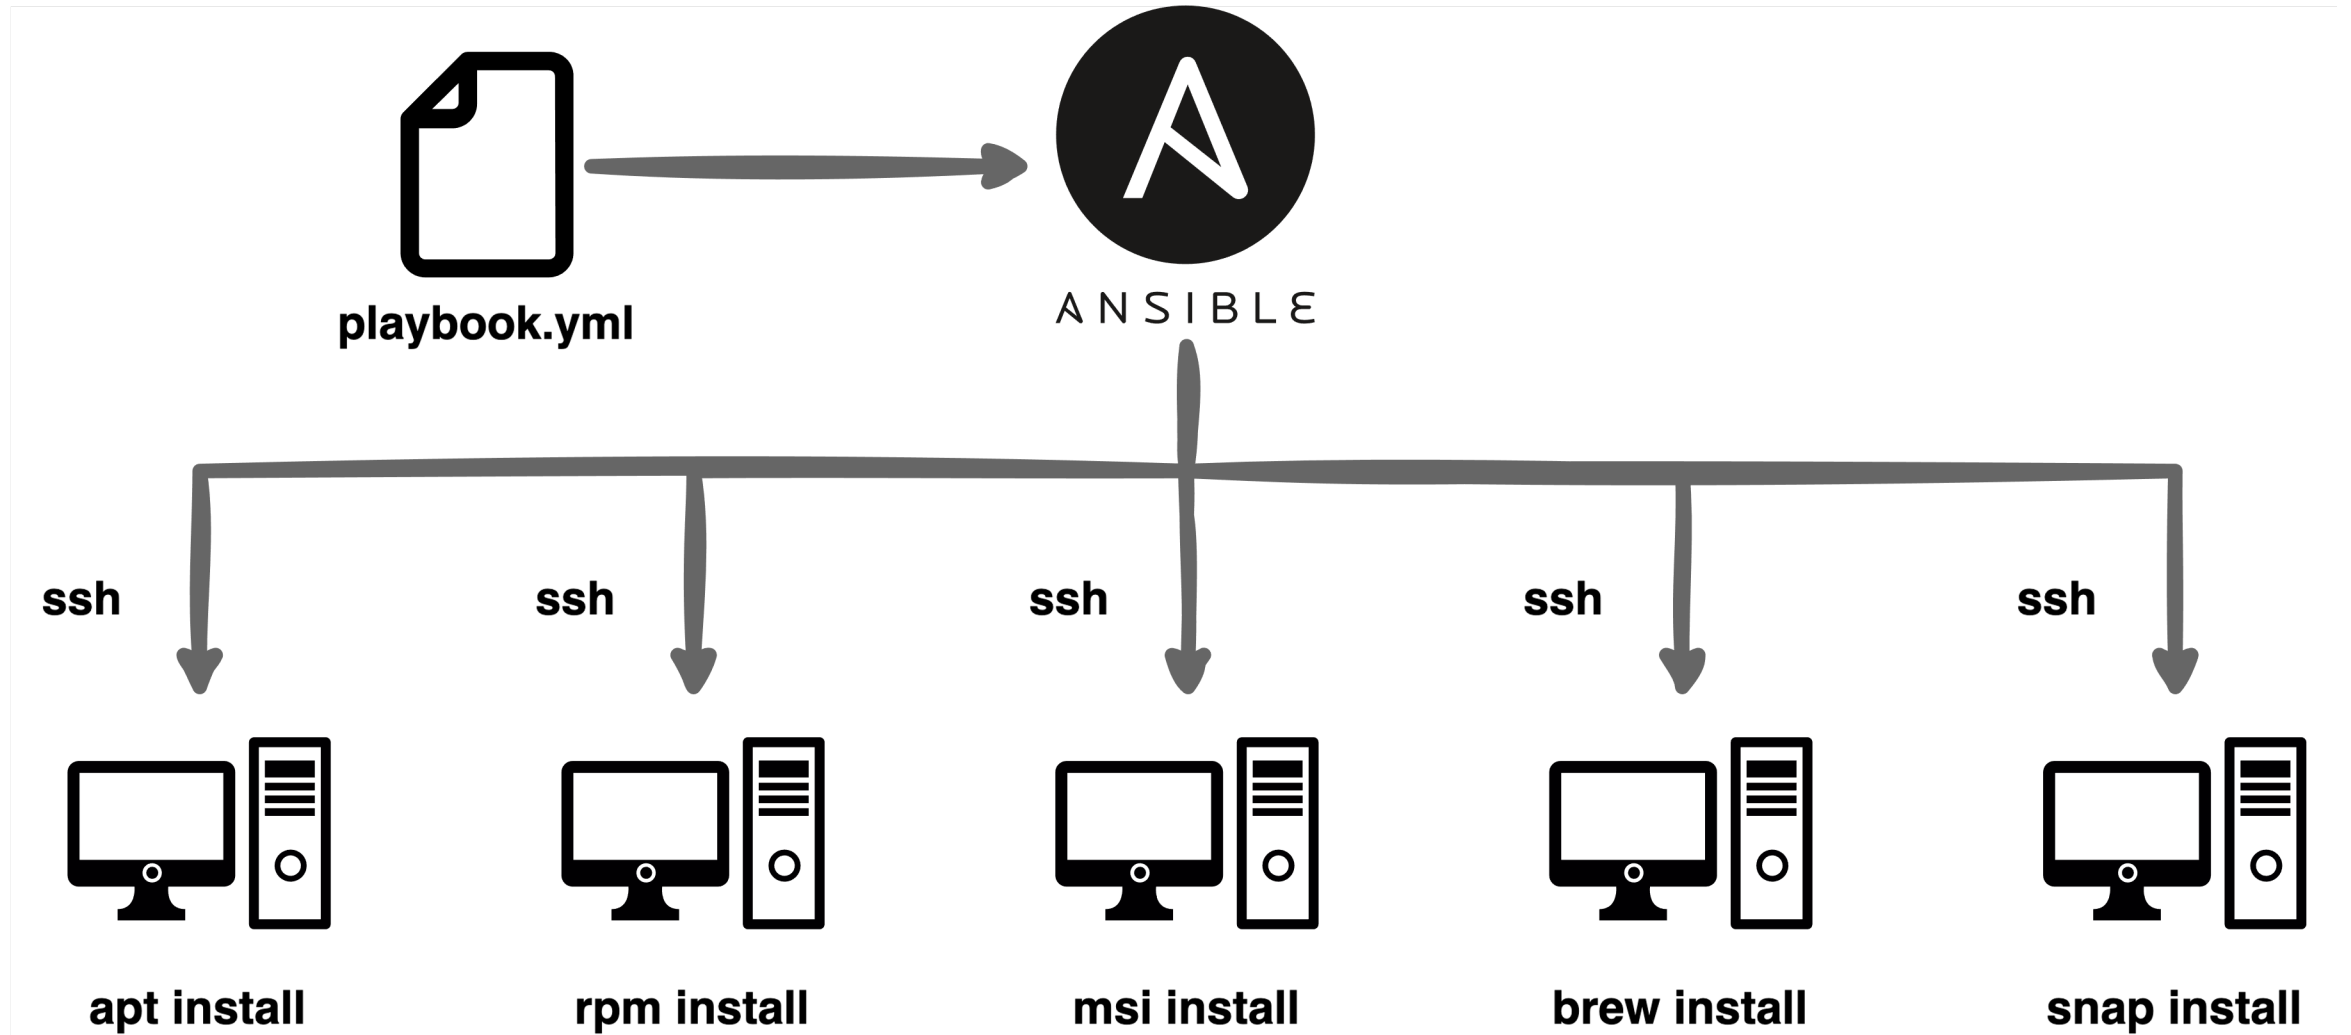 playbook.yml
ANSIBLE
ssh
ssh
ssh
ssh
ssh
apt install
rpm install
msi install
brew install
snap install